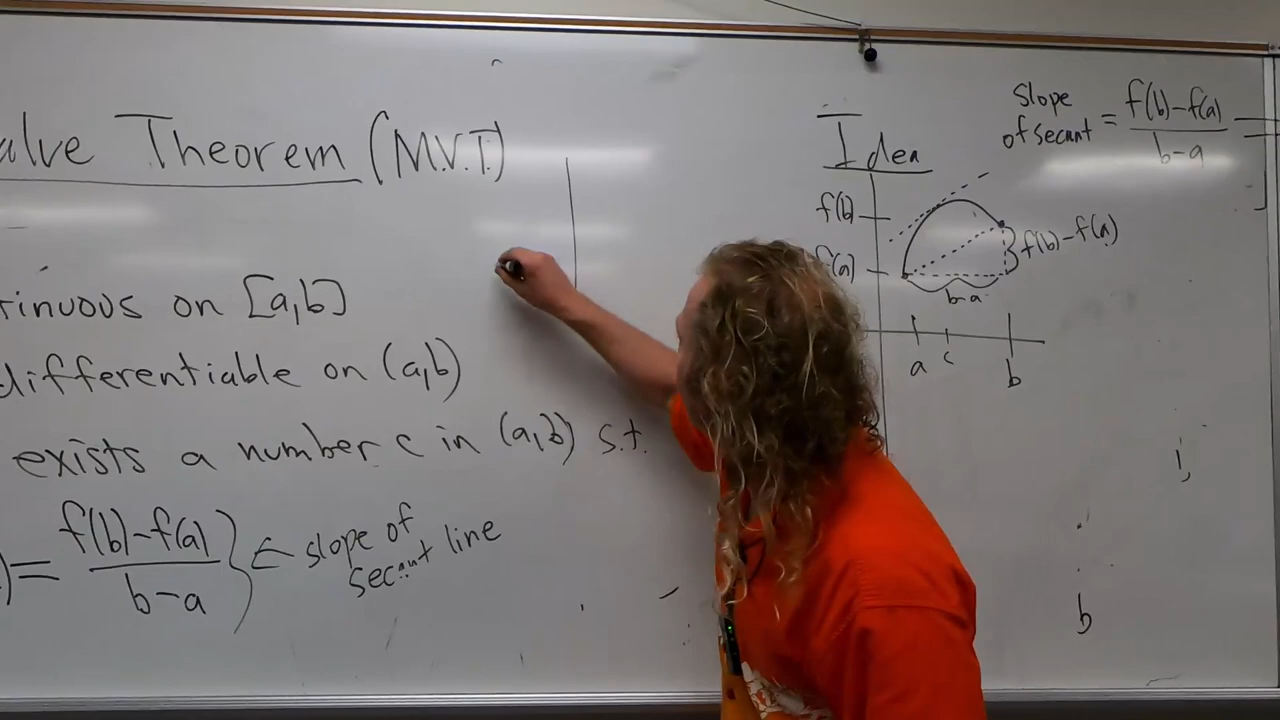 alve Theorem (M.V.T.)
tinuous on [a,b]
differentiable on (a,b)
exists a number c in (a,b) s.t.
) = f(b)-f(a)
b-a
← slope of
secant line
Idea
Slope
of secant = f(b)-f(a) =
b-a
f(b)
f(a)
f(b)-f(a)
b-a
a c b
b